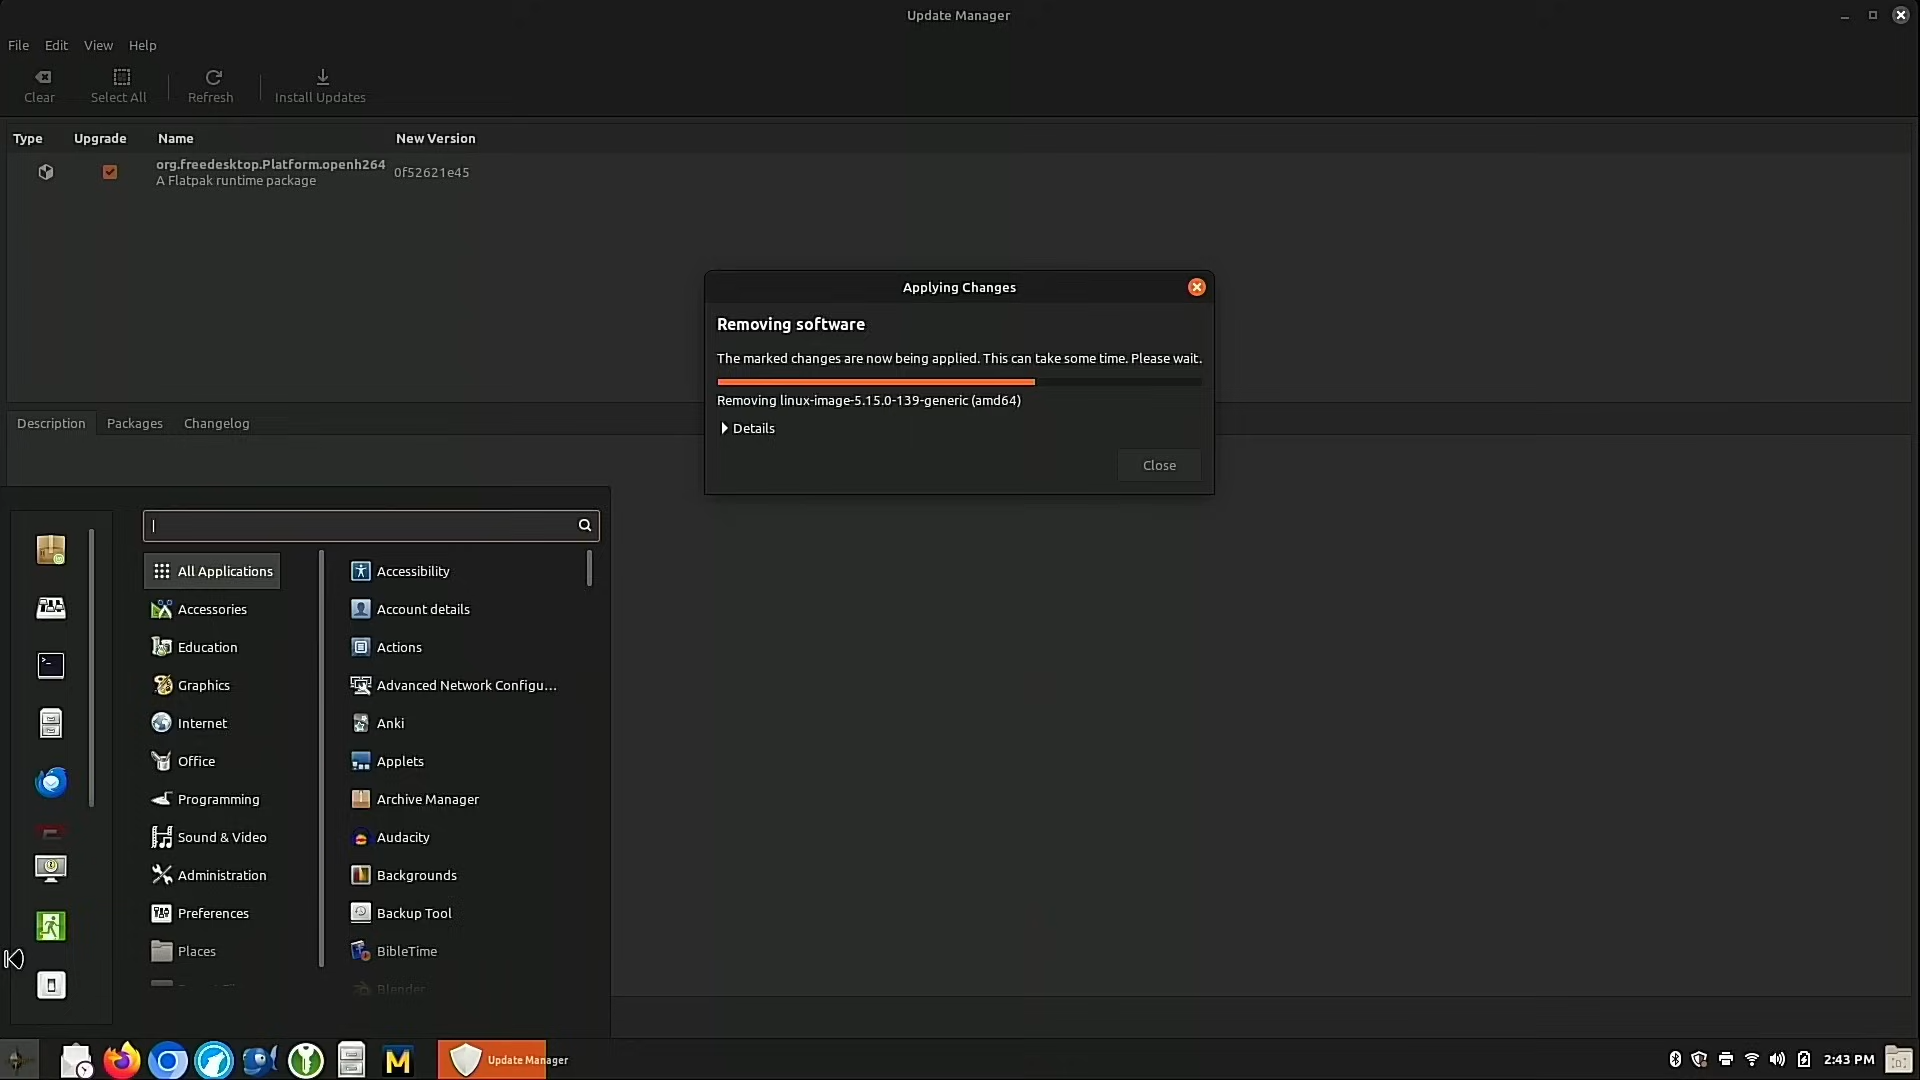 Update Manager
File Edit View Help
Clear Select All Refresh Install Updates
Type Upgrade Name New Version
org.freedesktop.Platform.openh264 0f52621e45
A Flatpak runtime package
Applying Changes
Removing software
The marked changes are now being applied. This can take some time. Please wait.
Removing linux-image-5.15.0-139-generic (amd64)
Details
Close
Description Packages Changelog
All Applications
Accessories
Education
Graphics
Internet
Office
Programming
Sound & Video
Administration
Preferences
Places
Accessibility
Account details
Actions
Advanced Network Configu...
Anki
Applets
Archive Manager
Audacity
Backgrounds
Backup Tool
BibleTime
Blender
Update Manager
2:43 PM